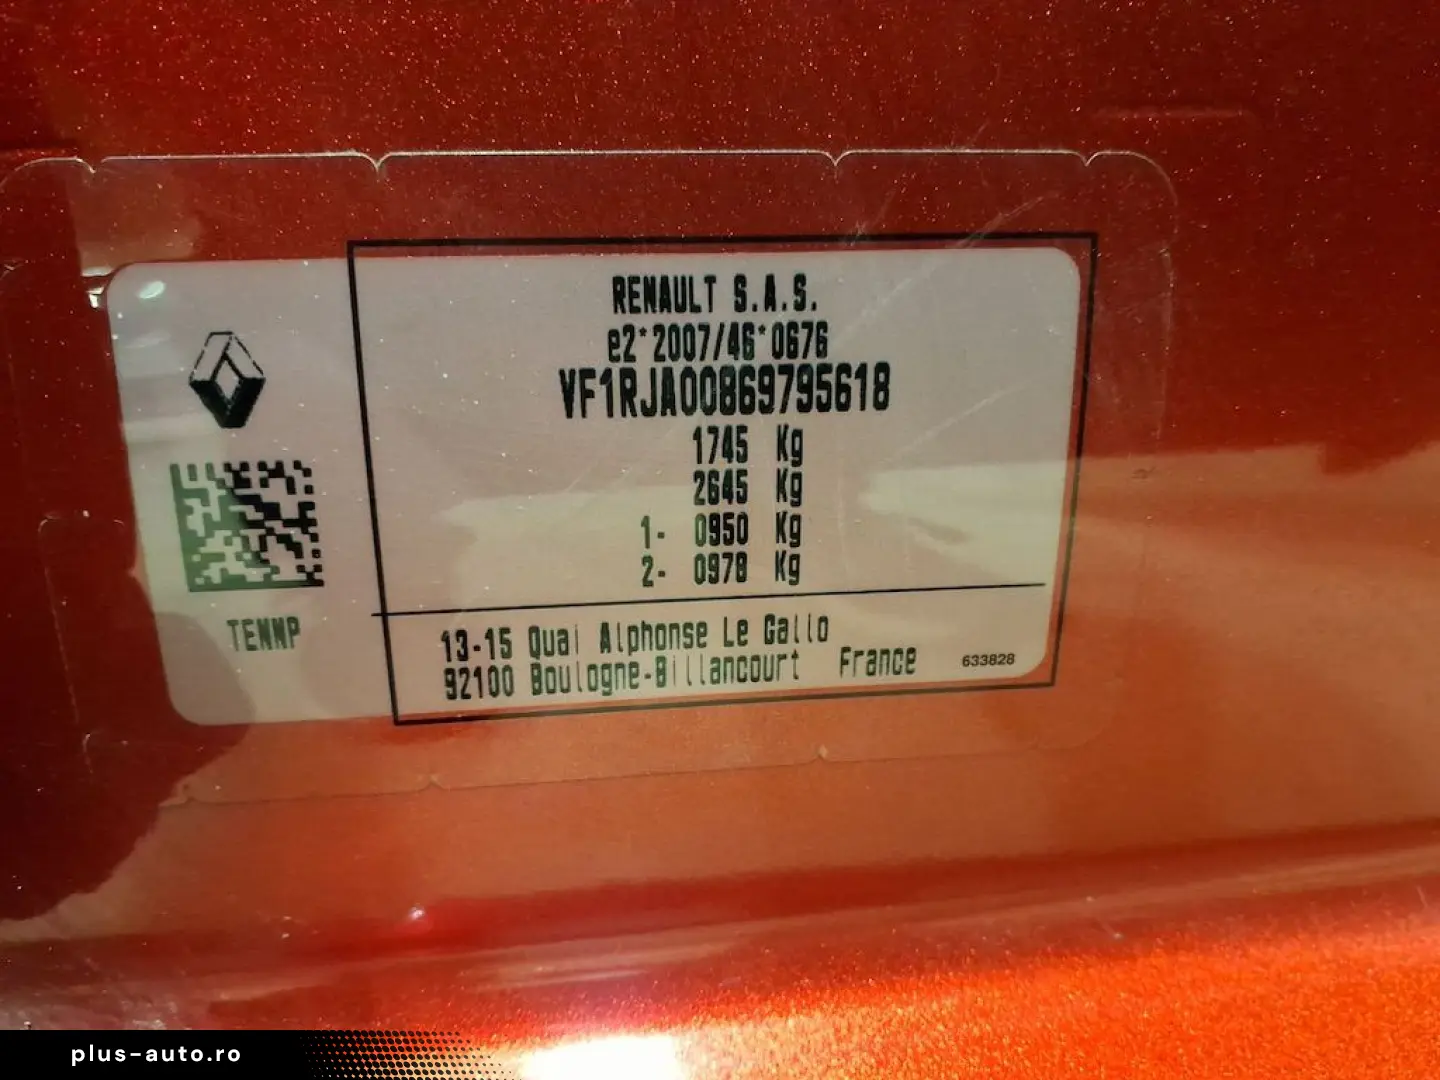 RENAULT S.A.S.
e2*2007/46*0676
VF1RJA00869795618
1745 Kg
2645 Kg
1- 0950 Kg
2- 0978 Kg
TENNP
13-15 Quai Alphonse Le Gallo
92100 Boulogne-Billancourt France
633828
plus-auto.ro